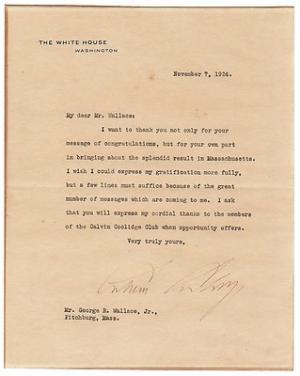 THE WHITE HOUSE
WASHINGTON
November 7, 1924.
My dear Mr. Wallace:
I want to thank you not only for your
message of congratulations, but for your own part
in bringing about the splendid result in Massachusetts.
I wish I could express my gratification more fully,
but a few lines must suffice because of the great
number of messages which are coming to me. I ask
that you will express my cordial thanks to the members
of the Calvin Coolidge Club when opportunity offers.
Very truly yours,
Mr. George R. Wallace, Jr.,
Fitchburg, Mass.